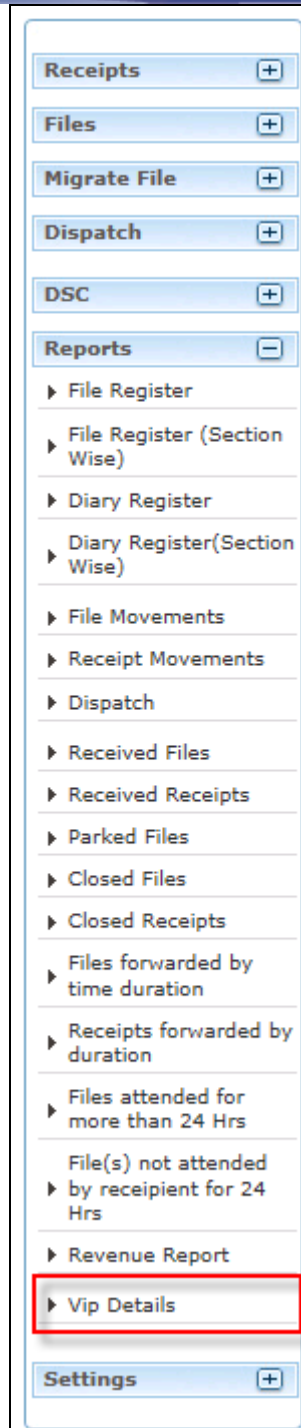 Receipts
Files
Migrate File
Dispatch
DSC
Reports
File Register
File Register (Section
Wise)
Diary Register
Diary Register(Section
Wise)
File Movements
Receipt Movements
Dispatch
Received Files
Received Receipts
Parked Files
Closed Files
Closed Receipts
Files forwarded by
time duration
Receipts forwarded by
duration
Files attended for
more than 24 Hrs
File(s) not attended
by receipient for 24
Hrs
Revenue Report
Vip Details
Settings